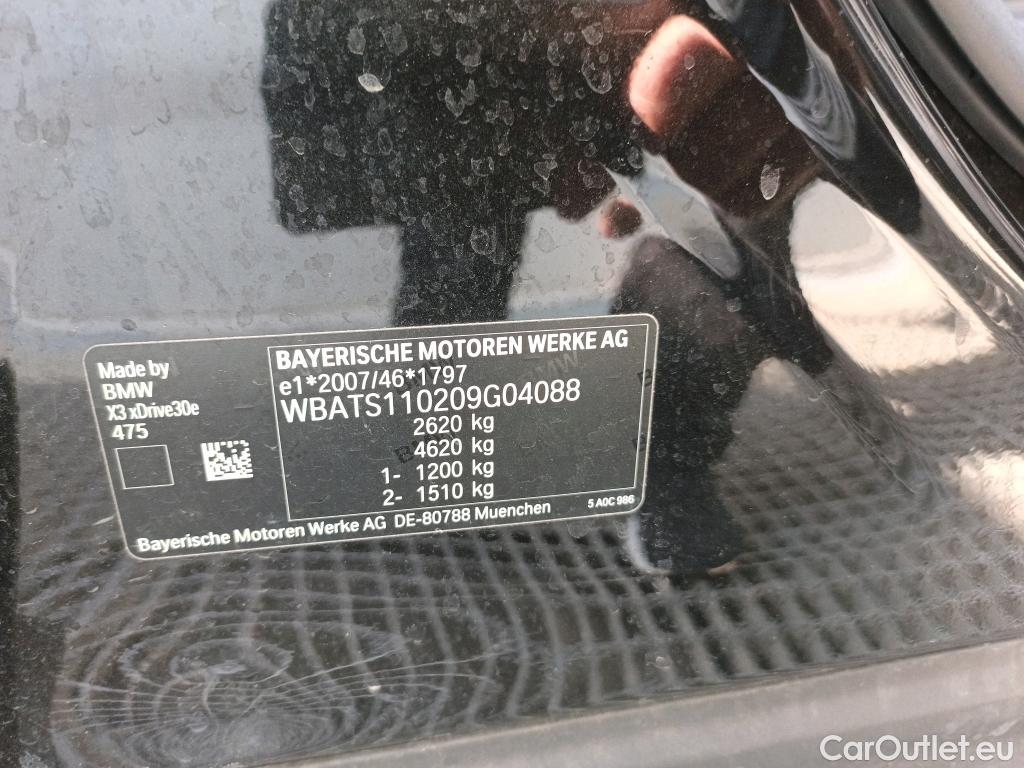 Made by
BMW
X3 xDrive30e
475
BAYERISCHE MOTOREN WERKE AG
e1*2007/46*1797
WBATS110209G04088
2620 kg
4620 kg
1- 1200 kg
2- 1510 kg
Bayerische Motoren Werke AG DE-80788 Muenchen
5 A0C 986
CarOutlet.eu